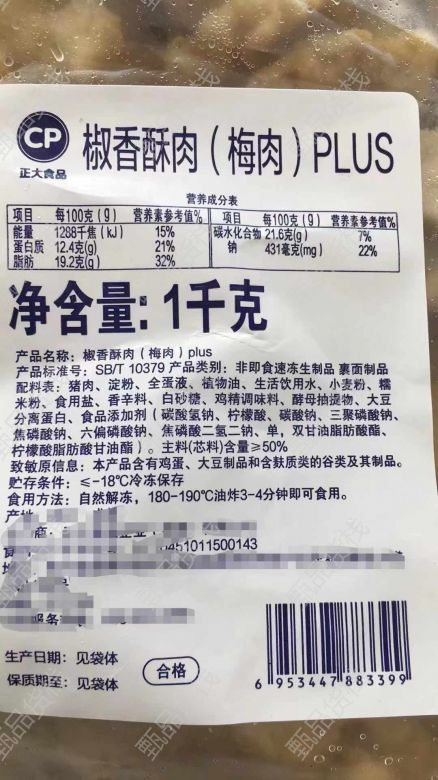 CP
正大食品
椒香酥肉（梅肉）PLUS
营养成分表
项目 每100克（g） 营养素参考值% 项目 每100克（g） 营养素参考值%
能量 1288千焦（kJ） 15% 碳水化合物 21.6克(g) 7%
蛋白质 12.4克(g) 21% 钠 431毫克(mg) 22%
脂肪 19.2克(g) 32%
净含量：1千克
产品名称：椒香酥肉（梅肉）plus
产品标准号：SB/T 10379 产品类别：非即食速冻生制品 裹面制品
配料表：猪肉、淀粉、全蛋液、植物油、生活饮用水、小麦粉、糯
米粉、食用盐、香辛料、白砂糖、鸡精调味料、酵母抽提物、大豆
分离蛋白、食品添加剂（碳酸氢钠、柠檬酸、碳酸钠、三聚磷酸钠、
焦磷酸钠、六偏磷酸钠、焦磷酸二氢二钠、单，双甘油脂肪酸酯、
柠檬酸脂肪酸甘油酯）。主料(芯料)含量≥50%
致敏原信息：本产品含有鸡蛋、大豆制品和含麸质类的谷类及其制品。
贮存条件：≤-18℃冷冻保存
食用方法：自然解冻，180-190℃油炸3-4分钟即可食用。
产地
商：
0451011500143
服务
生产日期：见袋体
保质期至：见袋体
合格
6 953447 883399
甄品货栈